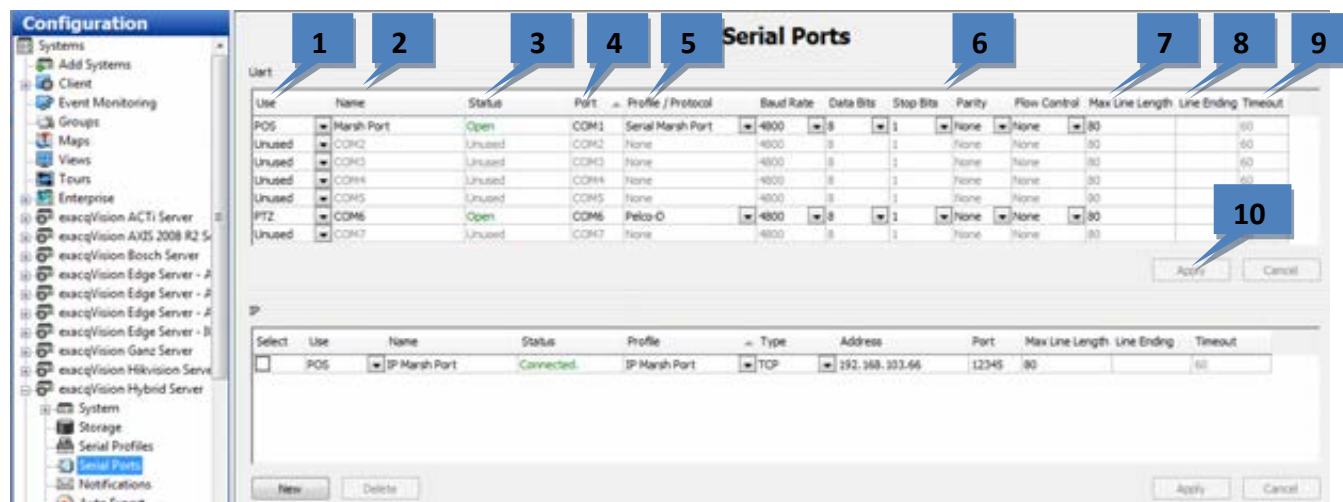 Configuration
Systems
Add Systems
Client
Event Monitoring
Groups
Maps
Views
Tours
Enterprise
exacqVision ACTi Server
exacqVision AXIS 2008 R2 S
exacqVision Bosch Server
exacqVision Edge Server - A
exacqVision Edge Server - A
exacqVision Edge Server - A
exacqVision Edge Server - I
exacqVision Ganz Server
exacqVision Hikvision Serve
exacqVision Hybrid Server
System
Storage
Serial Profiles
Serial Ports
Notifications
Auto Export
1 2 3 4 5 6 7 8 9
Serial Ports
Uart
Use Name Status Port Profile / Protocol Baud Rate Data Bits Stop Bits Parity Flow Control Max Line Length Line Ending Timeout
POS Marsh Port Open COM1 Serial Marsh Port 4800 8 1 None None 80 60
Unused COM2 Unused COM2 None 4800 8 1 None None 80 60
Unused COM3 Unused COM3 None 4800 8 1 None None 80 60
Unused COM4 Unused COM4 None 4800 8 1 None None 80 60
Unused COM5 Unused COM5 None 4800 8 1 None None 80 60
PTZ COM6 Open COM6 Pelco-D 4800 8 1 None None 80
Unused COM7 Unused COM7 None 4800 8 1 None None 80
10
Apply Cancel
IP
Select Use Name Status Profile Type Address Port Max Line Length Line Ending Timeout
POS IP Marsh Port Connected. IP Marsh Port TCP 192.168.103.66 12345 80 60
New Delete Apply Cancel